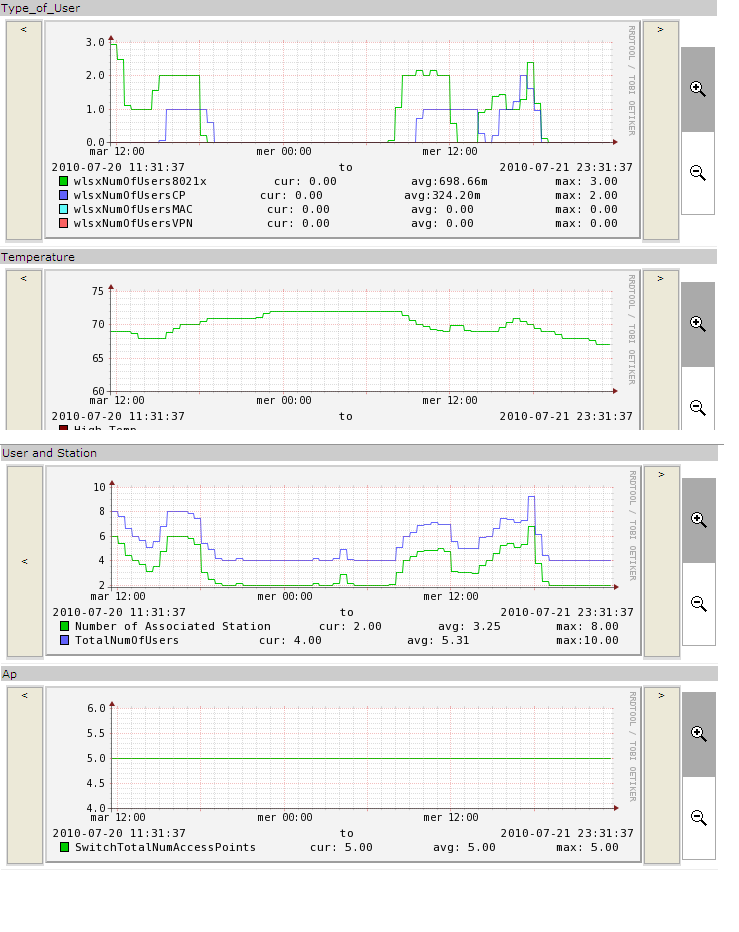 Type_of_User
< >
RRDTOOL / TOBI OETIKER
3.0
2.0
1.0
0.0
mar 12:00 mer 00:00 mer 12:00
2010-07-20 11:31:37 to 2010-07-21 23:31:37
wlsxNumOfUsers8021x cur: 0.00 avg:698.66m max: 3.00
wlsxNumOfUsersCP cur: 0.00 avg:324.20m max: 2.00
wlsxNumOfUsersMAC cur: 0.00 avg: 0.00 max: 0.00
wlsxNumOfUsersVPN cur: 0.00 avg: 0.00 max: 0.00
Temperature
< >
RRDTOOL / TOBI OETIKER
75
70
65
60
mar 12:00 mer 00:00 mer 12:00
2010-07-20 11:31:37 to 2010-07-21 23:31:37
High Temp
User and Station
< >
RRDTOOL / TOBI OETIKER
10
8
6
4
2
mar 12:00 mer 00:00 mer 12:00
2010-07-20 11:31:37 to 2010-07-21 23:31:37
Number of Associated Station cur: 2.00 avg: 3.25 max: 8.00
TotalNumOfUsers cur: 4.00 avg: 5.31 max:10.00
Ap
< >
RRDTOOL / TOBI OETIKER
6.0
5.5
5.0
4.5
4.0
mar 12:00 mer 00:00 mer 12:00
2010-07-20 11:31:37 to 2010-07-21 23:31:37
SwitchTotalNumAccessPoints cur: 5.00 avg: 5.00 max: 5.00